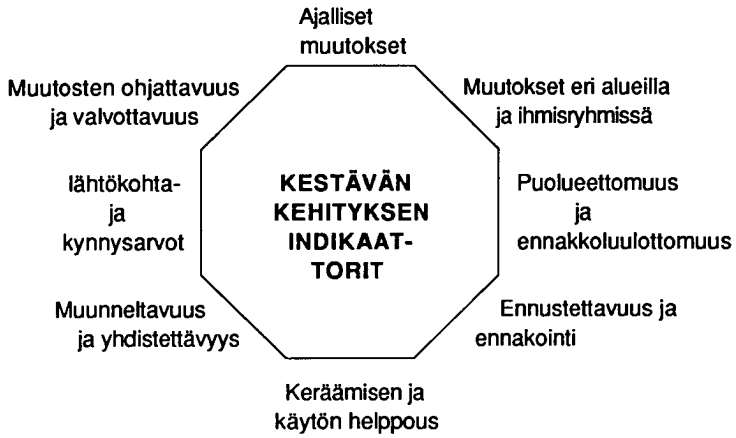 Ajalliset
muutokset
Muutosten ohjattavuus
ja valvottavuus
Muutokset eri alueilla
ja ihmisryhmissä
lähtökohta-
ja
kynnysarvot
KESTÄVÄN
KEHITYKSEN
INDIKAAT-
TORIT
Puolueettomuus
ja
ennakkoluulottomuus
Muunneltavuus
ja yhdistettävyys
Ennustettavuus ja
ennakointi
Keräämisen ja
käytön helppous